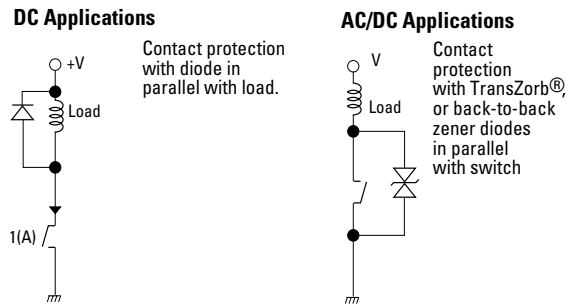 DC Applications
Contact protection
with diode in
parallel with load.
+V
Load
1(A)
AC/DC Applications
Contact
protection
with TransZorb®,
or back-to-back
zener diodes
in parallel
with switch
V
Load